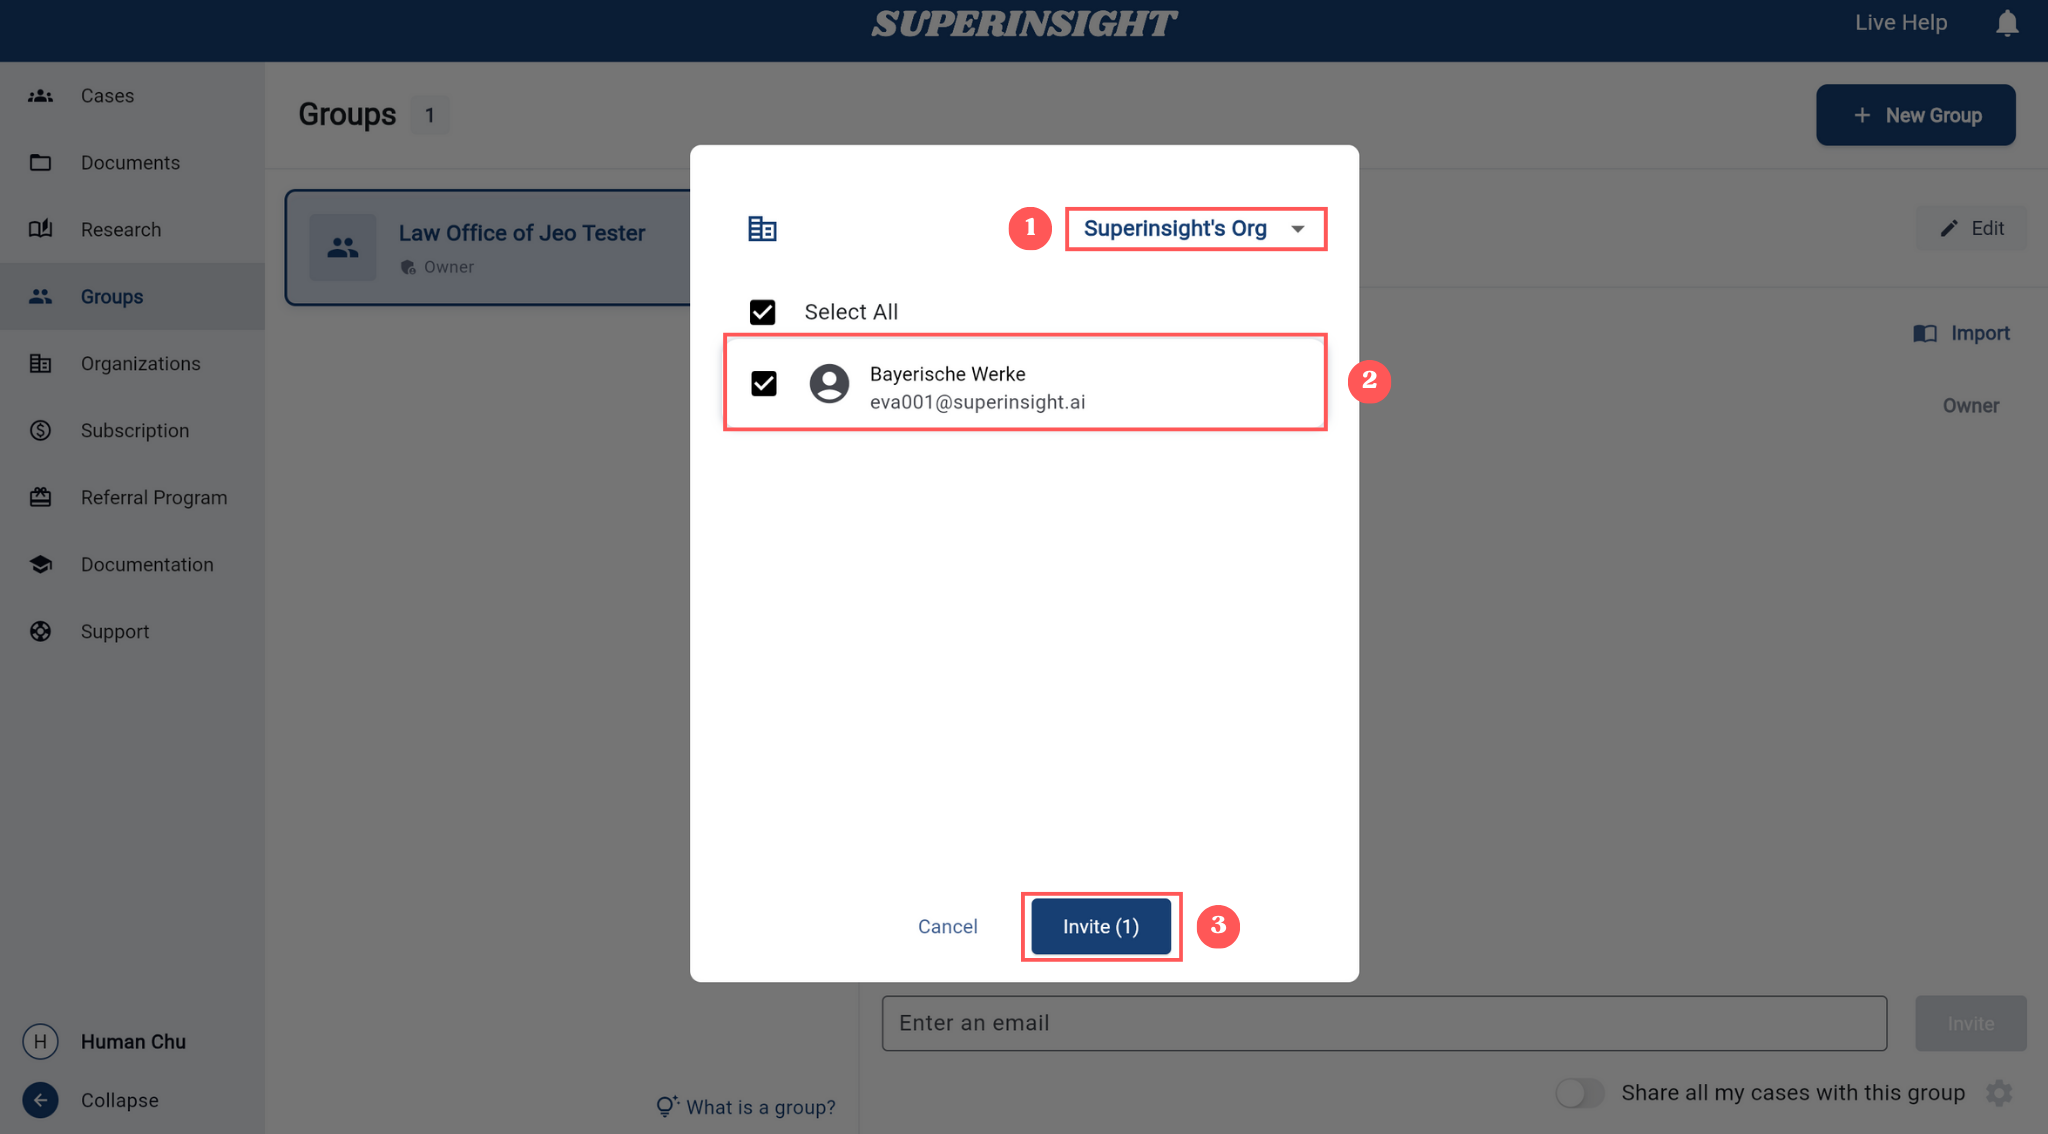 SUPERINSIGHT
Live Help
Cases
Documents
Research
Groups
Organizations
Subscription
Referral Program
Documentation
Support
H Human Chu
Collapse
Groups 1
+ New Group
Law Office of Jeo Tester
Owner
Edit
Import
Owner
1 Superinsight's Org
Select All
Bayerische Werke
eva001@superinsight.ai
2
Cancel
Invite (1)
3
Enter an email
Invite
What is a group?
Share all my cases with this group